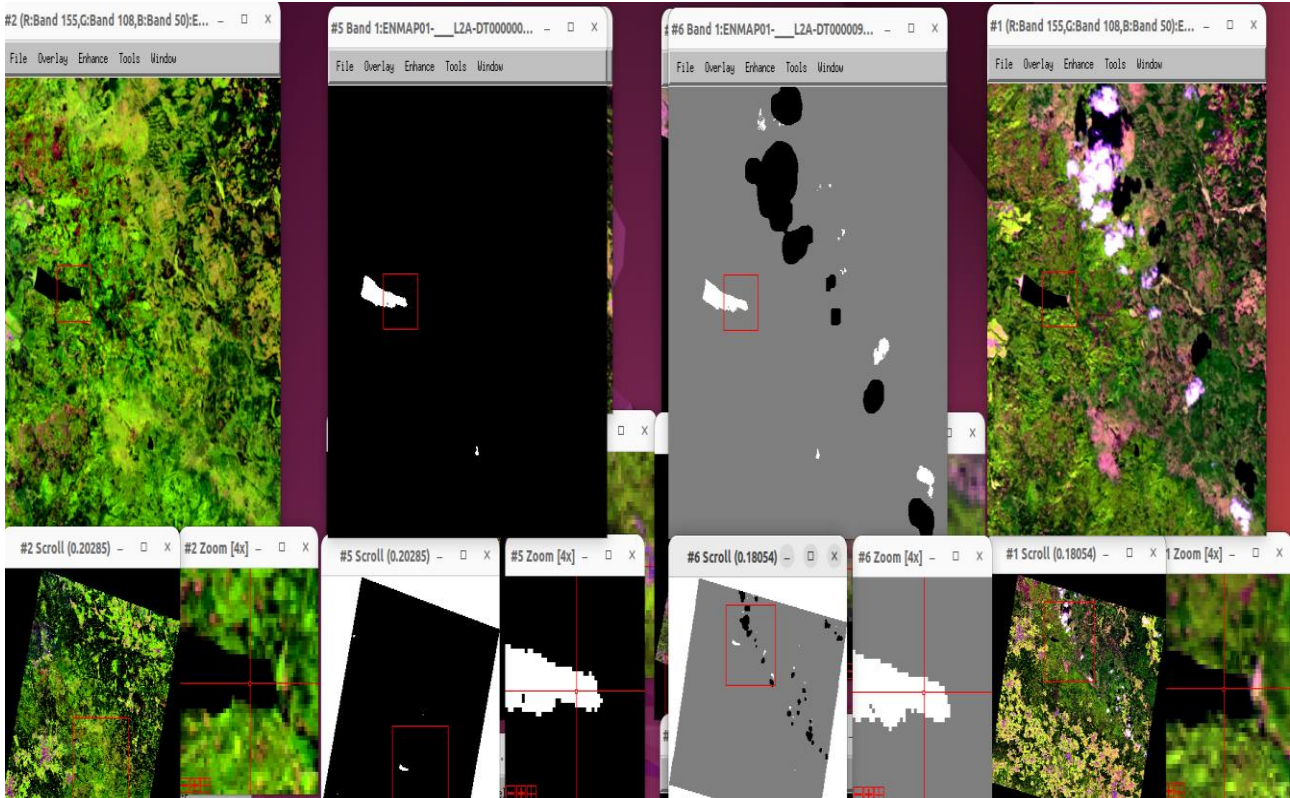 #2 (R:Band 155,G:Band 108,B:Band 50):E...
File Overlay Enhance Tools Window
#5 Band 1:ENMAP01-___L2A-DT000000...
File Overlay Enhance Tools Window
#6 Band 1:ENMAP01-___L2A-DT000009...
File Overlay Enhance Tools Window
#1 (R:Band 155,G:Band 108,B:Band 50):E...
File Overlay Enhance Tools Window
#2 Scroll (0.20285)
#2 Zoom [4x]
#5 Scroll (0.20285)
#5 Zoom [4x]
#6 Scroll (0.18054)
#6 Zoom [4x]
#1 Scroll (0.18054)
1 Zoom [4x]